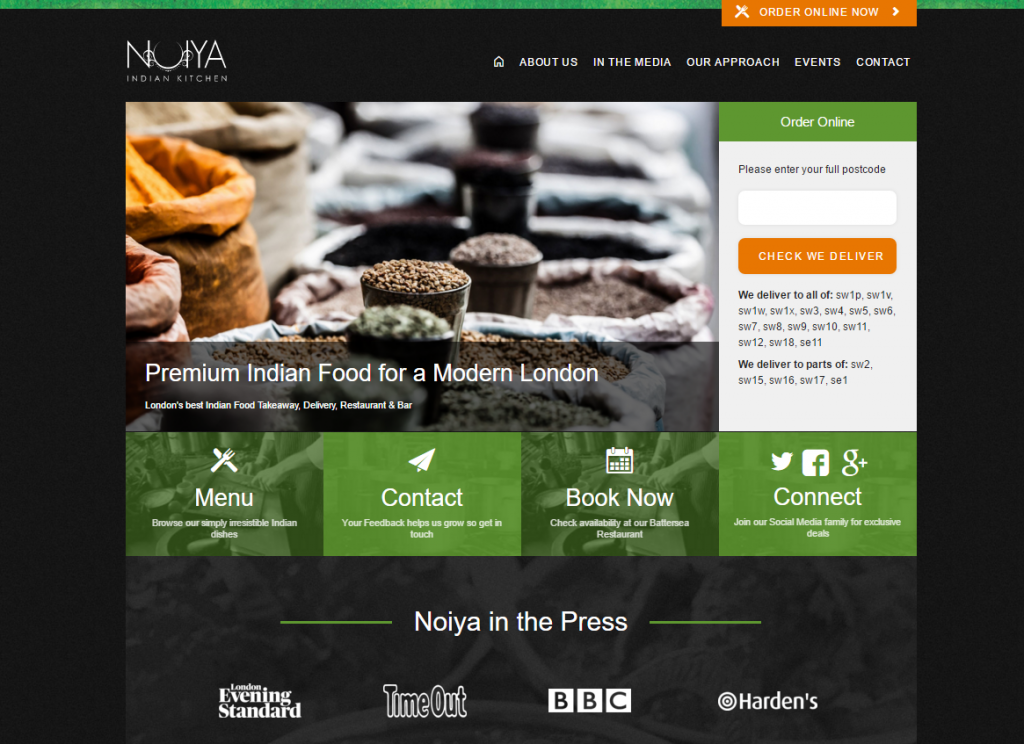 ORDER ONLINE NOW
NOIYA
INDIAN KITCHEN
ABOUT US IN THE MEDIA OUR APPROACH EVENTS CONTACT
Order Online
Please enter your full postcode
CHECK WE DELIVER
We deliver to all of: sw1p, sw1v,
sw1w, sw1x, sw3, sw4, sw5, sw6,
sw7, sw8, sw9, sw10, sw11,
sw12, sw18, se11
We deliver to parts of: sw2,
sw15, sw16, sw17, se1
Premium Indian Food for a Modern London
London's best Indian Food Takeaway, Delivery, Restaurant & Bar
Menu
Browse our simply irresistible Indian
dishes
Contact
Your Feedback helps us grow so get in
touch
Book Now
Check availability at our Battersea
Restaurant
g+
Connect
Join our Social Media family for exclusive
deals
Noiya in the Press
London
Evening
Standard
TimeOut
BBC
Harden's